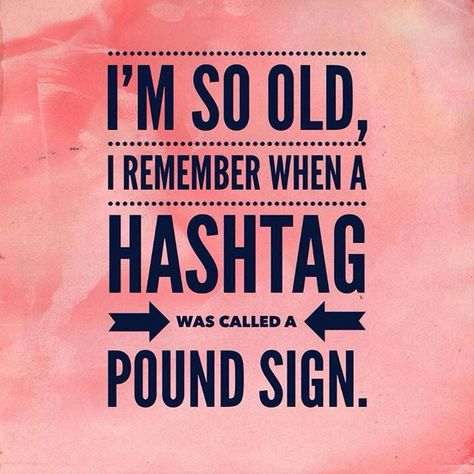 I'M SO OLD,
I REMEMBER WHEN A
HASHTAG
WAS CALLED A
POUND SIGN.